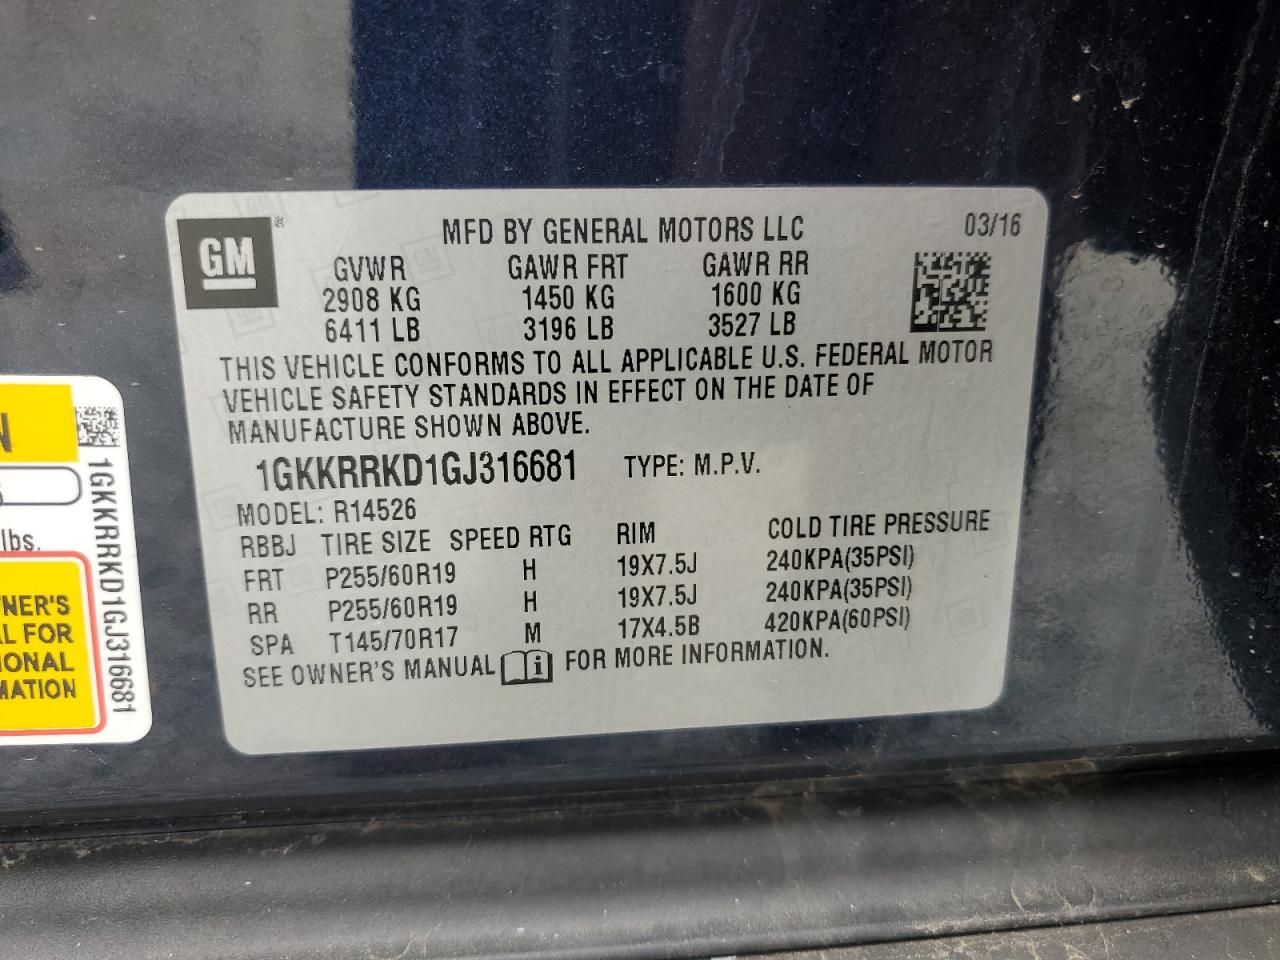 GM ®
MFD BY GENERAL MOTORS LLC 03/16
GVWR GAWR FRT GAWR RR
2908 KG 1450 KG 1600 KG
6411 LB 3196 LB 3527 LB
THIS VEHICLE CONFORMS TO ALL APPLICABLE U.S. FEDERAL MOTOR
VEHICLE SAFETY STANDARDS IN EFFECT ON THE DATE OF
MANUFACTURE SHOWN ABOVE.
1GKKRRKD1GJ316681 TYPE: M.P.V.
MODEL: R14526
RBBJ TIRE SIZE SPEED RTG RIM COLD TIRE PRESSURE
FRT P255/60R19 H 19X7.5J 240KPA(35PSI)
RR P255/60R19 H 19X7.5J 240KPA(35PSI)
SPA T145/70R17 M 17X4.5B 420KPA(60PSI)
SEE OWNER'S MANUAL i FOR MORE INFORMATION.
1GKKRRKD1GJ316681
N
lbs.
NER'S
AL FOR
IONAL
MATION